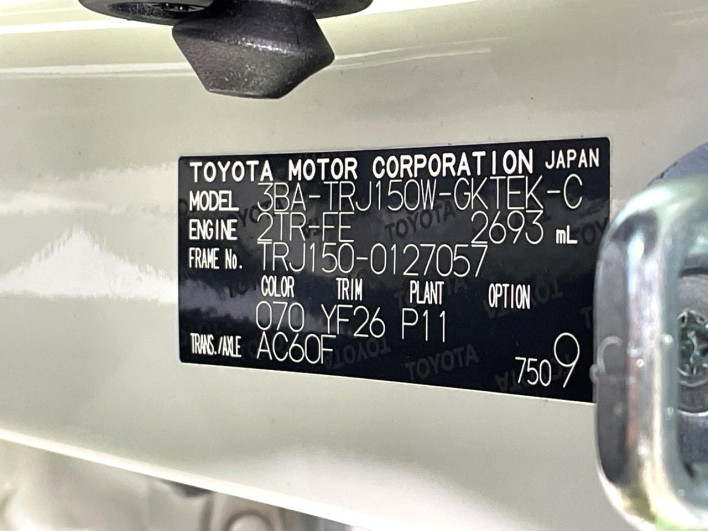 TOYOTA MOTOR CORPORATION JAPAN
MODEL 3BA-TRJ150W-GKTEK-C
ENGINE 2TR-FE 2693 mL
FRAME No. TRJ150-0127057
COLOR TRIM PLANT OPTION
070 YF26 P11
TRANS./AXLE AC60F
7509